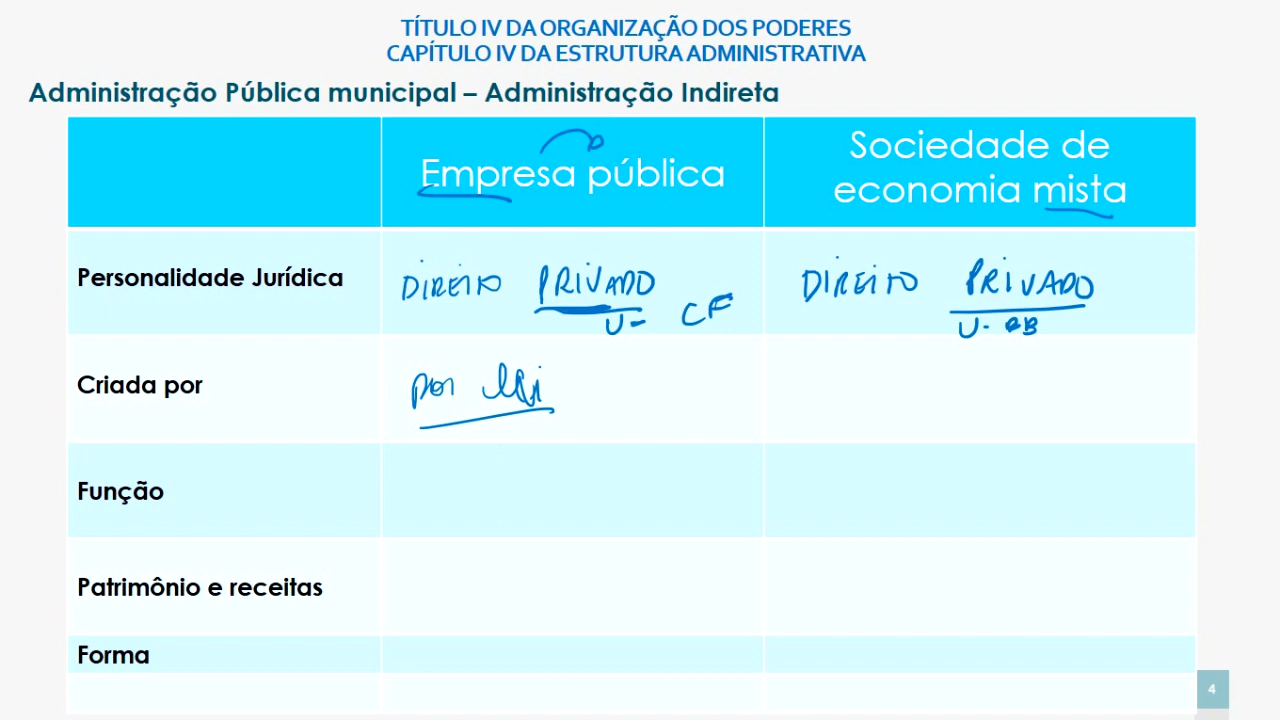 TÍTULO IV DA ORGANIZAÇÃO DOS PODERES
CAPÍTULO IV DA ESTRUTURA ADMINISTRATIVA
Administração Pública municipal – Administração Indireta
Empresa pública
Sociedade de
economia mista
Personalidade Jurídica
DIREITO PRIVADO
CF
DIREITO PRIVADO
Criada por
por lei
Função
Patrimônio e receitas
Forma
4